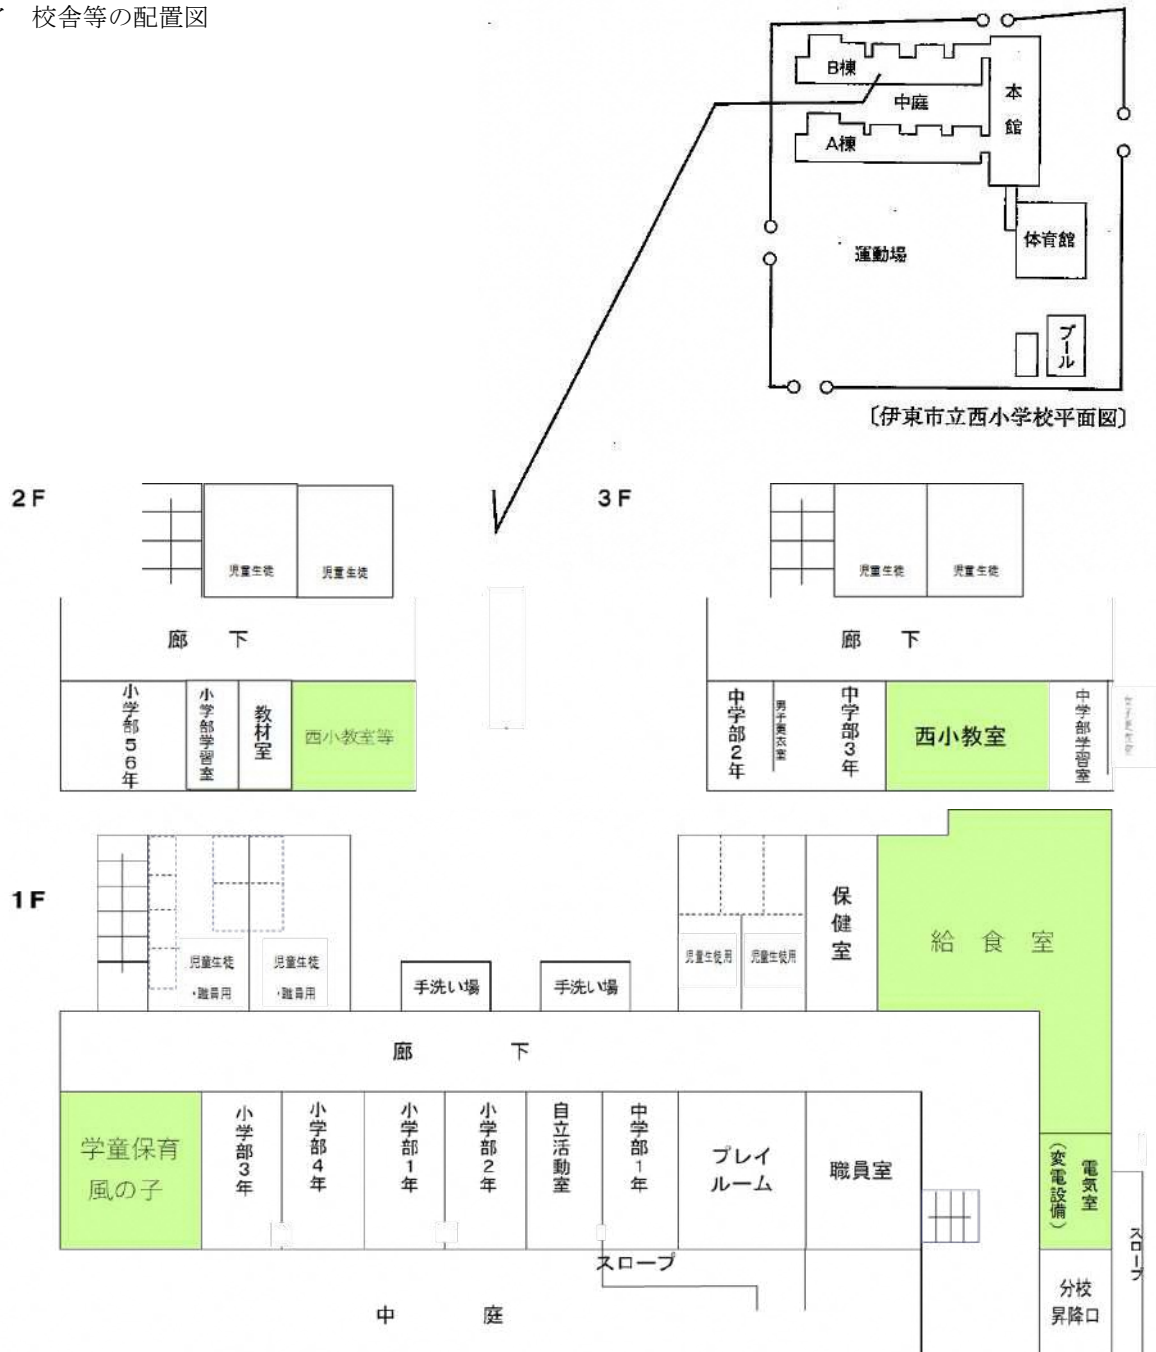 校舎等の配置図
B棟
本館
中庭
A棟
体育館
運動場
プール
〔伊東市立西小学校平面図〕
2F
児童生徒
児童生徒
廊 下
小学部56年
小学部学習室
教材室
西小教室等
3F
児童生徒
児童生徒
廊 下
中学部2年
男子更衣室
中学部3年
西小教室
中学部学習室
1F
児童生徒
・職員用
児童生徒
・職員用
手洗い場
手洗い場
児童生徒用
児童生徒用
保健室
給食室
廊 下
学童保育
風の子
小学部3年
小学部4年
小学部1年
小学部2年
自立活動室
中学部1年
プレイ
ルーム
職員室
電気室
(変電設備)
スロープ
スロープ
分校
昇降口
中 庭